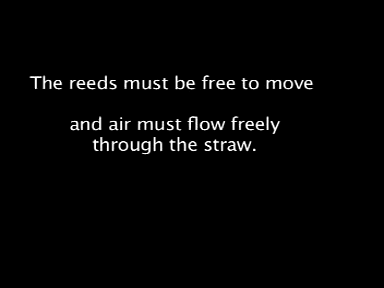 The reeds must be free to move
and air must flow freely
through the straw.